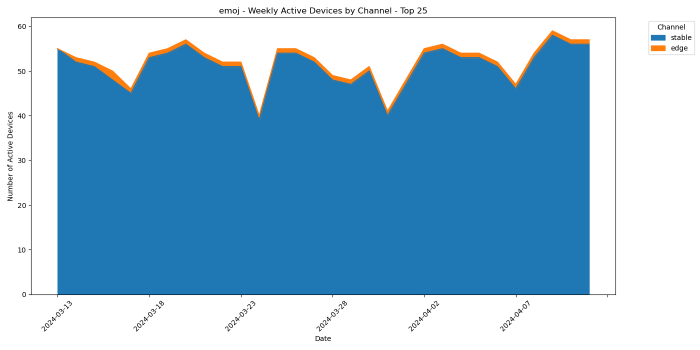 emoj - Weekly Active Devices by Channel - Top 25
Number of Active Devices
60
50
40
30
20
10
0
2024-03-13
2024-03-18
2024-03-23
2024-03-28
2024-04-02
2024-04-07
Date
Channel
stable
edge